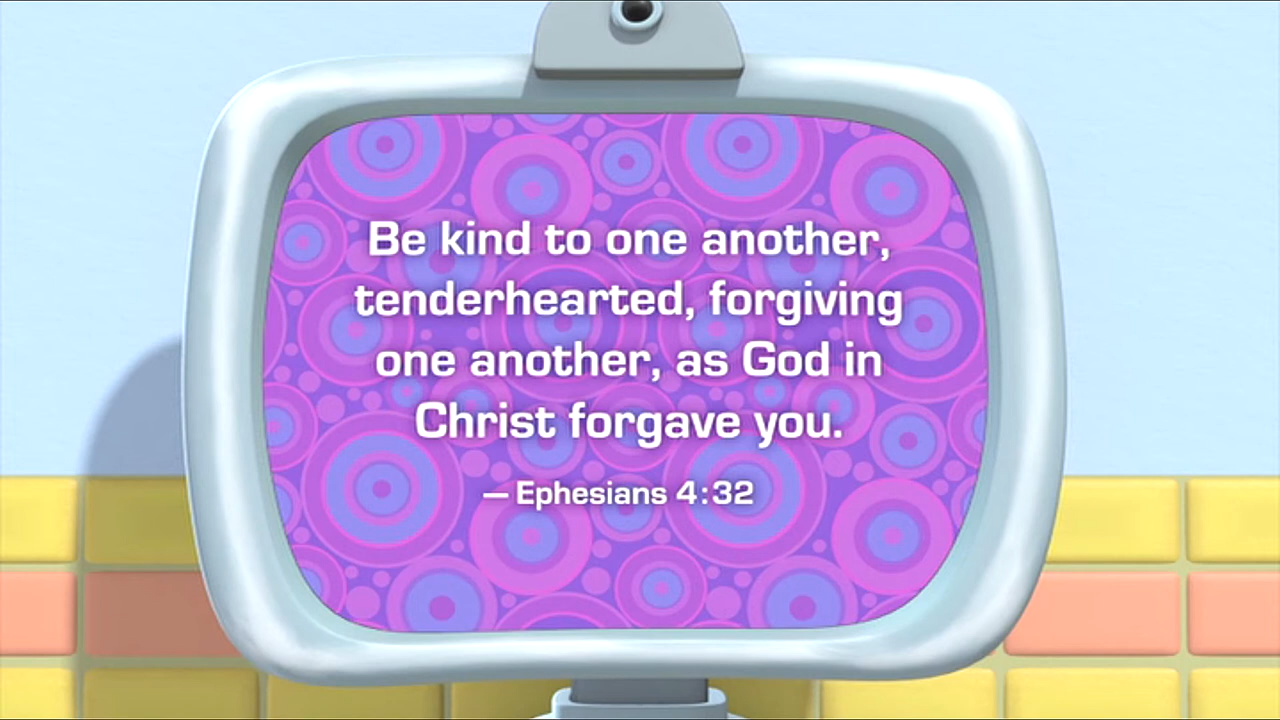 Be kind to one another,
tenderhearted, forgiving
one another, as God in
Christ forgave you.
– Ephesians 4:32